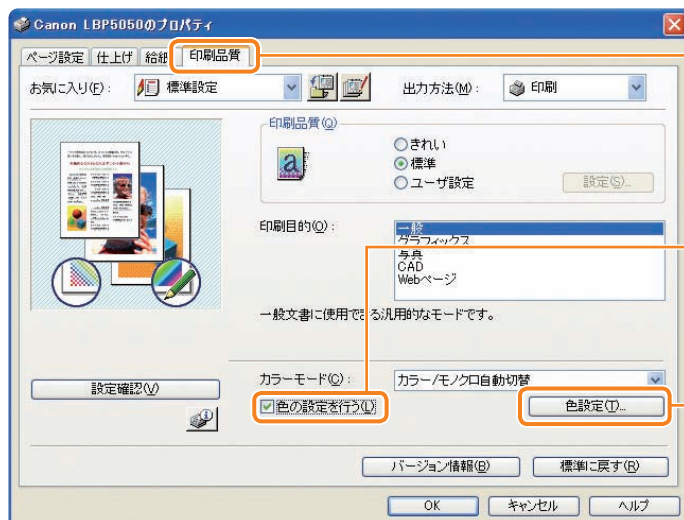 Canon LBP5050のプロパティ
ページ設定 仕上げ 給紙 印刷品質
お気に入り(F): 標準設定 出力方法(M): 印刷
印刷品質(Q)
きれい
標準
ユーザ設定 設定(S)...
印刷目的(O): 一般
グラフィックス
写真
CAD
Webページ
一般文書に使用できる汎用的なモードです。
設定確認(V)
カラーモード(C): カラー/モノクロ自動切替
色の設定を行う(L) 色設定(T)...
バージョン情報(B) 標準に戻す(R)
OK キャンセル ヘルプ